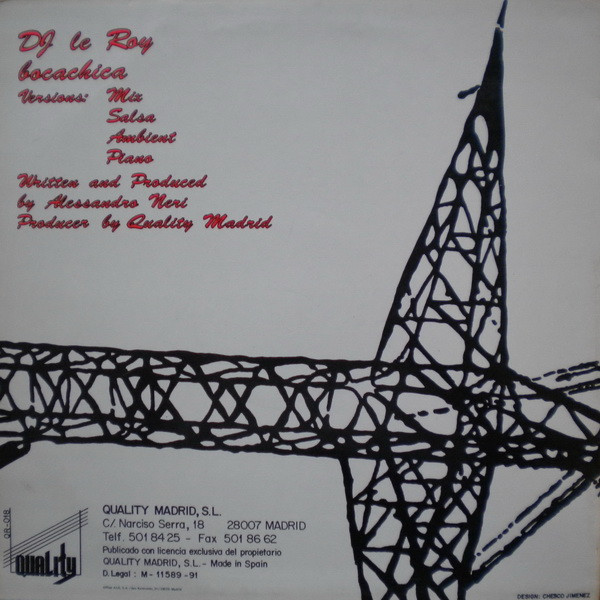 DJ le Roy
bocachica
Versions: Mix
Salsa
Ambient
Piano
Written and Produced
by Alessandro Neri
Producer by Quality Madrid
QR-018
QUALITY
QUALITY MADRID, S.L.
C/. Narciso Serra, 18 28007 MADRID
Telf. 501 84 25 - Fax 501 86 62
Publicado con licencia exclusiva del propietario
QUALITY MADRID, S.L. - Made in Spain
D. Legal : M - 11589 - 91
DESIGN: CHESCO JIMENEZ